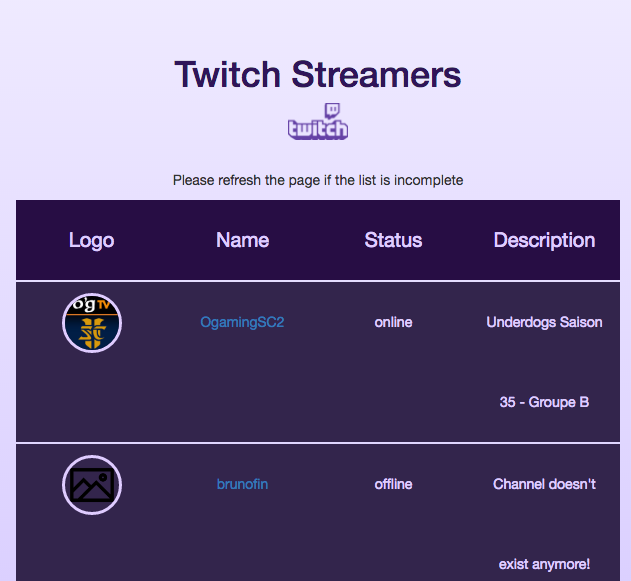 Twitch Streamers
twitch
Please refresh the page if the list is incomplete
Logo Name Status Description
OgTV
OgamingSC2 online Underdogs Saison
35 - Groupe B
brunofin offline Channel doesn't
exist anymore!